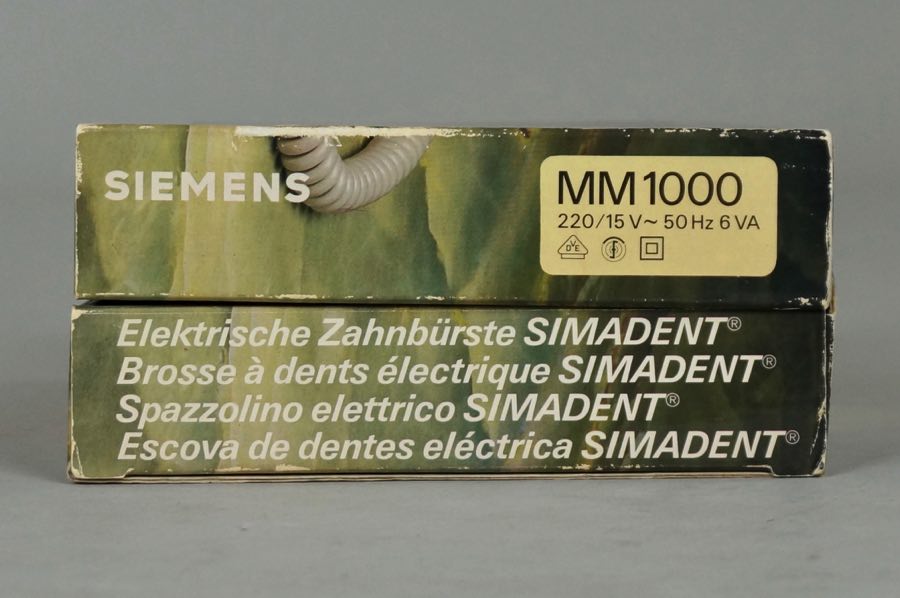 SIEMENS
MM1000
220/15 V~ 50 Hz 6 VA
VDE
Elektrische Zahnbürste SIMADENT®
Brosse à dents électrique SIMADENT®
Spazzolino elettrico SIMADENT®
Escova de dentes eléctrica SIMADENT®